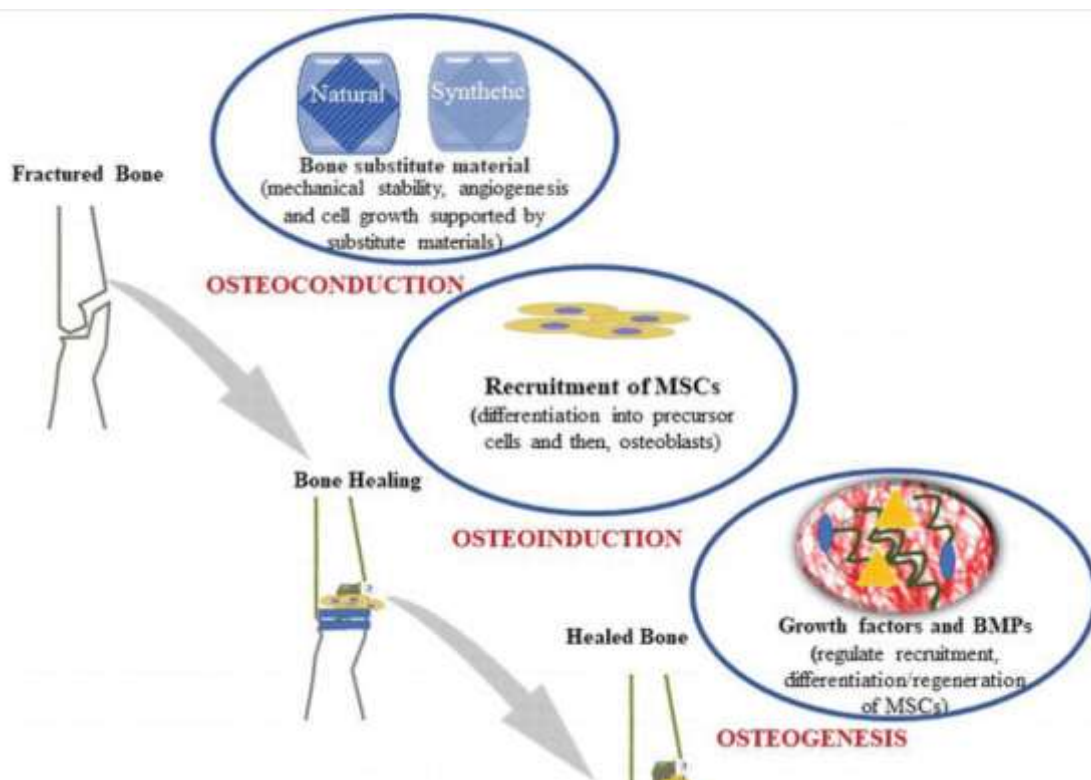 Natural
Synthetic
Bone substitute material
(mechanical stability, angiogenesis
and cell growth supported by
substitute materials)
Fractured Bone
OSTEOCONDUCTION
Recruitment of MSCs
(differentiation into precursor
cells and then, osteoblasts)
Bone Healing
OSTEOINDUCTION
Growth factors and BMPs
(regulate recruitment,
differentiation/regeneration
of MSCs)
Healed Bone
OSTEOGENESIS